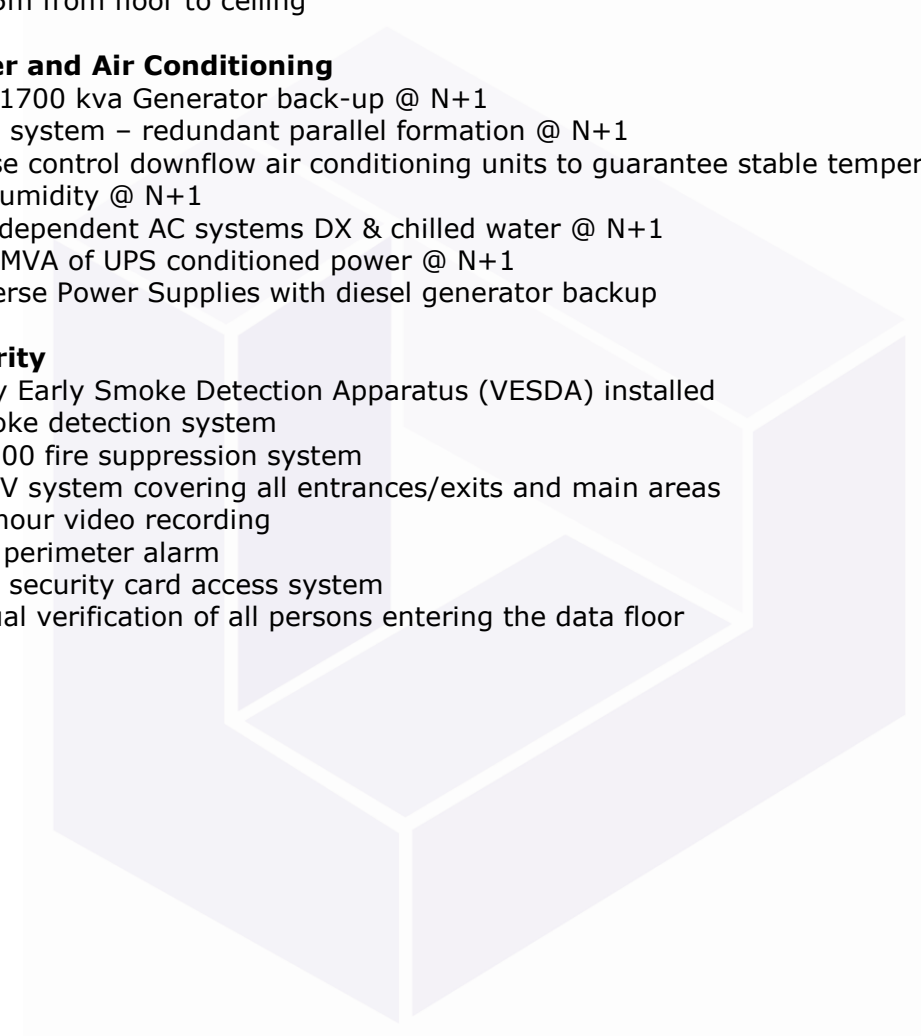 5m from floor to ceiling
er and Air Conditioning
1700 kva Generator back-up @ N+1
system – redundant parallel formation @ N+1
se control downflow air conditioning units to guarantee stable temper
umidity @ N+1
dependent AC systems DX & chilled water @ N+1
MVA of UPS conditioned power @ N+1
erse Power Supplies with diesel generator backup
rity
y Early Smoke Detection Apparatus (VESDA) installed
oke detection system
00 fire suppression system
V system covering all entrances/exits and main areas
hour video recording
perimeter alarm
security card access system
ual verification of all persons entering the data floor